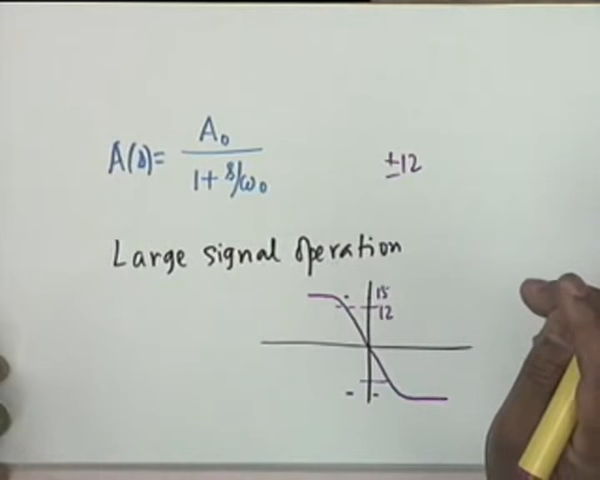 A(s) = A₀ / (1 + s/ω₀)
±12
Large signal operation
15
12